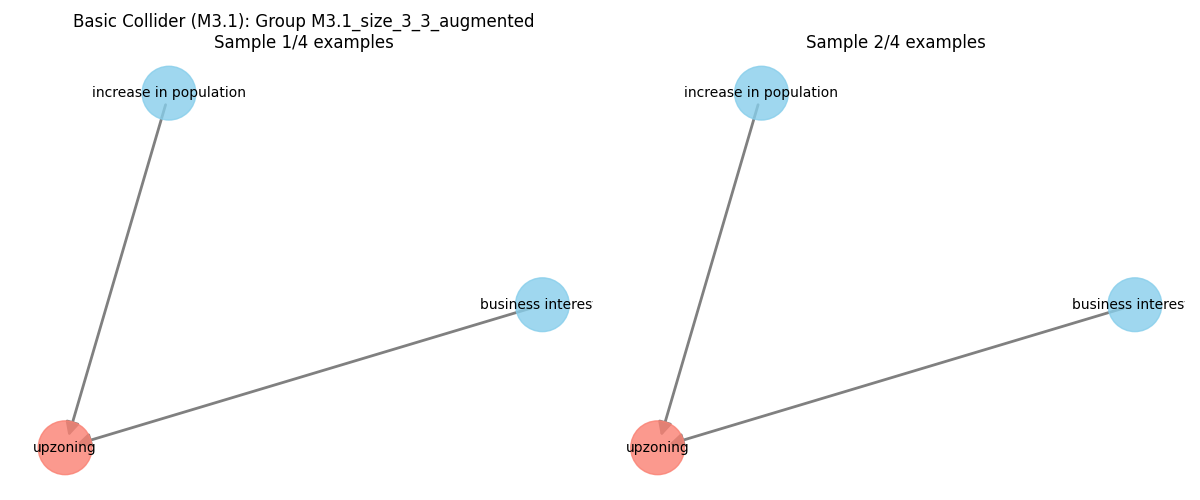 Basic Collider (M3.1): Group M3.1_size_3_3_augmented
Sample 1/4 examples
increase in population
business interes
upzoning
Sample 2/4 examples
increase in population
business interes
upzoning